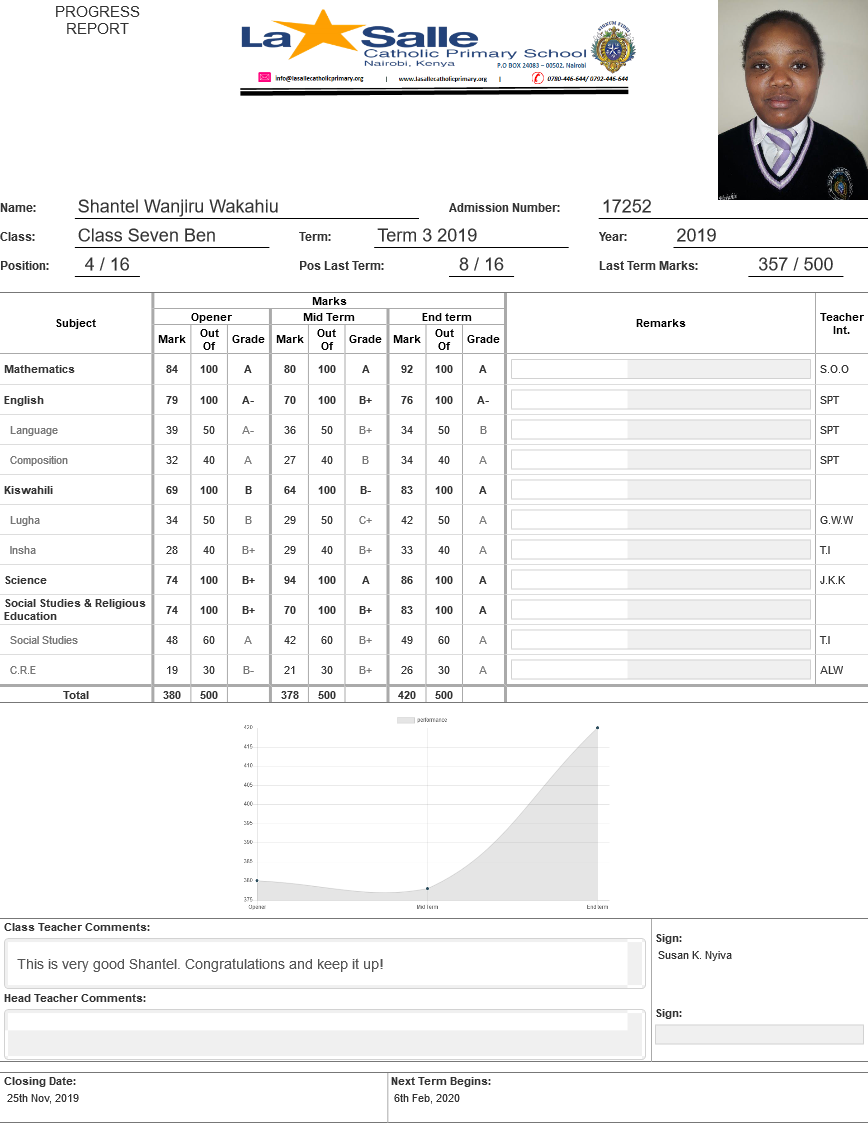 PROGRESS
REPORT
La Salle
Catholic Primary School
Nairobi, Kenya
P.O BOX 24083 – 00502, Nairobi
info@lasallecatholicprimary.org | www.lasallecatholicprimary.org | 0780-446-644/ 0792-446-644
Name: Shantel Wanjiru Wakahiu Admission Number: 17252
Class: Class Seven Ben Term: Term 3 2019 Year: 2019
Position: 4 / 16 Pos Last Term: 8 / 16 Last Term Marks: 357 / 500
Subject Marks Remarks Teacher Int.
Opener Mid Term End term
Mark Out Of Grade Mark Out Of Grade Mark Out Of Grade
Mathematics 84 100 A 80 100 A 92 100 A S.O.O
English 79 100 A- 70 100 B+ 76 100 A- SPT
Language 39 50 A- 36 50 B+ 34 50 B SPT
Composition 32 40 A 27 40 B 34 40 A SPT
Kiswahili 69 100 B 64 100 B- 83 100 A
Lugha 34 50 B 29 50 C+ 42 50 A G.W.W
Insha 28 40 B+ 29 40 B+ 33 40 A T.I
Science 74 100 B+ 94 100 A 86 100 A J.K.K
Social Studies & Religious Education 74 100 B+ 70 100 B+ 83 100 A
Social Studies 48 60 A 42 60 B+ 49 60 A T.I
C.R.E 19 30 B- 21 30 B+ 26 30 A ALW
Total 380 500 378 500 420 500
performance
420
415
410
405
400
395
390
385
380
375
Opener Mid Term End term
Class Teacher Comments:
This is very good Shantel. Congratulations and keep it up!
Sign:
Susan K. Nyiva
Head Teacher Comments:
Sign:
Closing Date: Next Term Begins:
25th Nov, 2019 6th Feb, 2020